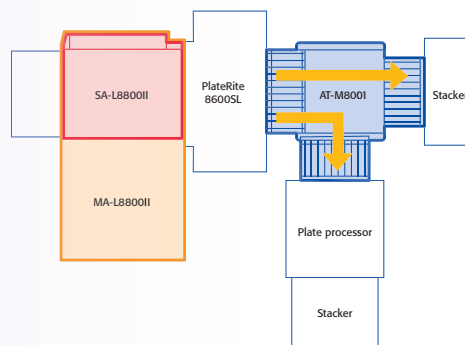 SA-L8800II
PlateRite
8600SL
AT-M8001
Stacker
MA-L8800II
Plate processor
Stacker